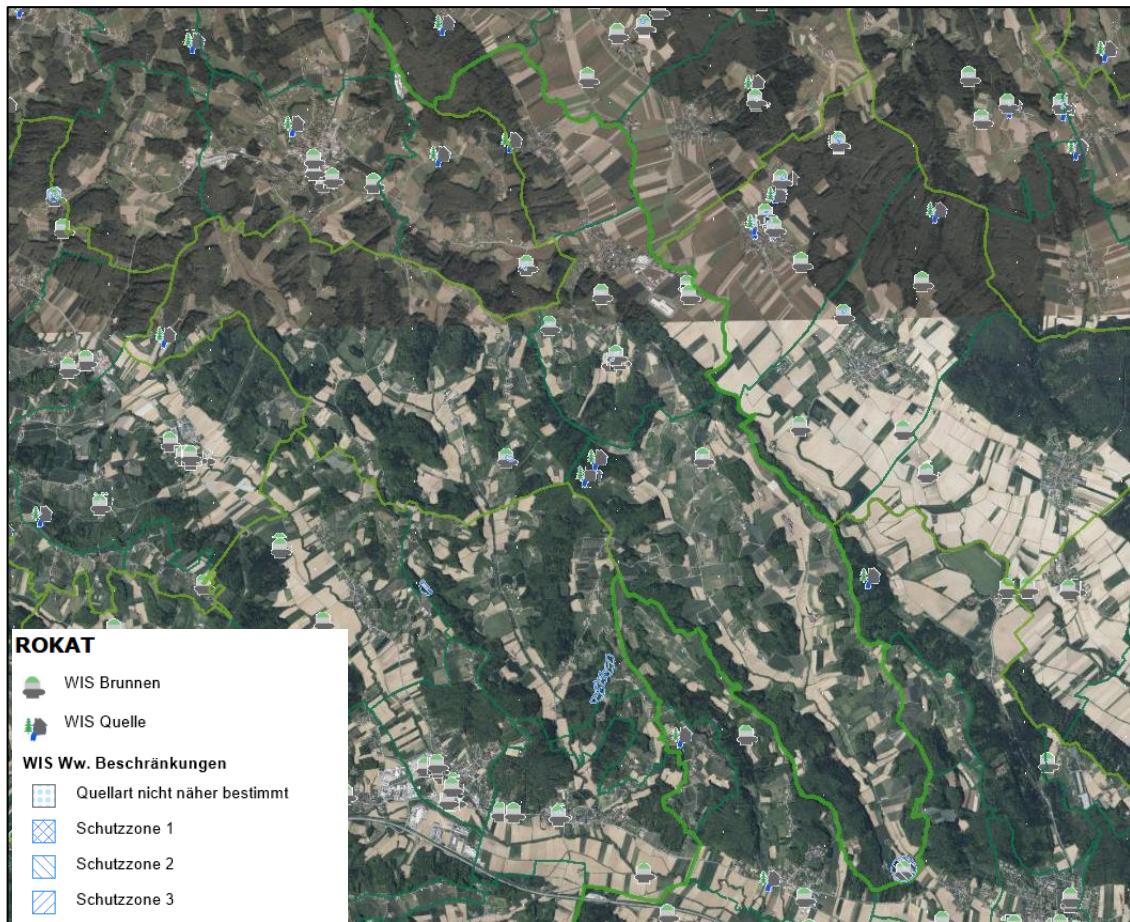 ROKAT
WIS Brunnen
WIS Quelle
WIS Ww. Beschränkungen
Quellart nicht näher bestimmt
Schutzzone 1
Schutzzone 2
Schutzzone 3